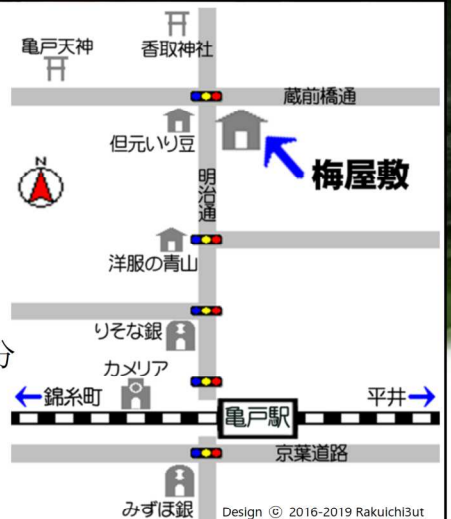 亀戸天神
香取神社
蔵前橋通
但元いり豆
梅屋敷
N
明治通
洋服の青山
りそな銀
分
カメリア
錦糸町
平井
亀戸駅
京葉道路
みずほ銀
Design © 2016-2019 Rakuichi3ut